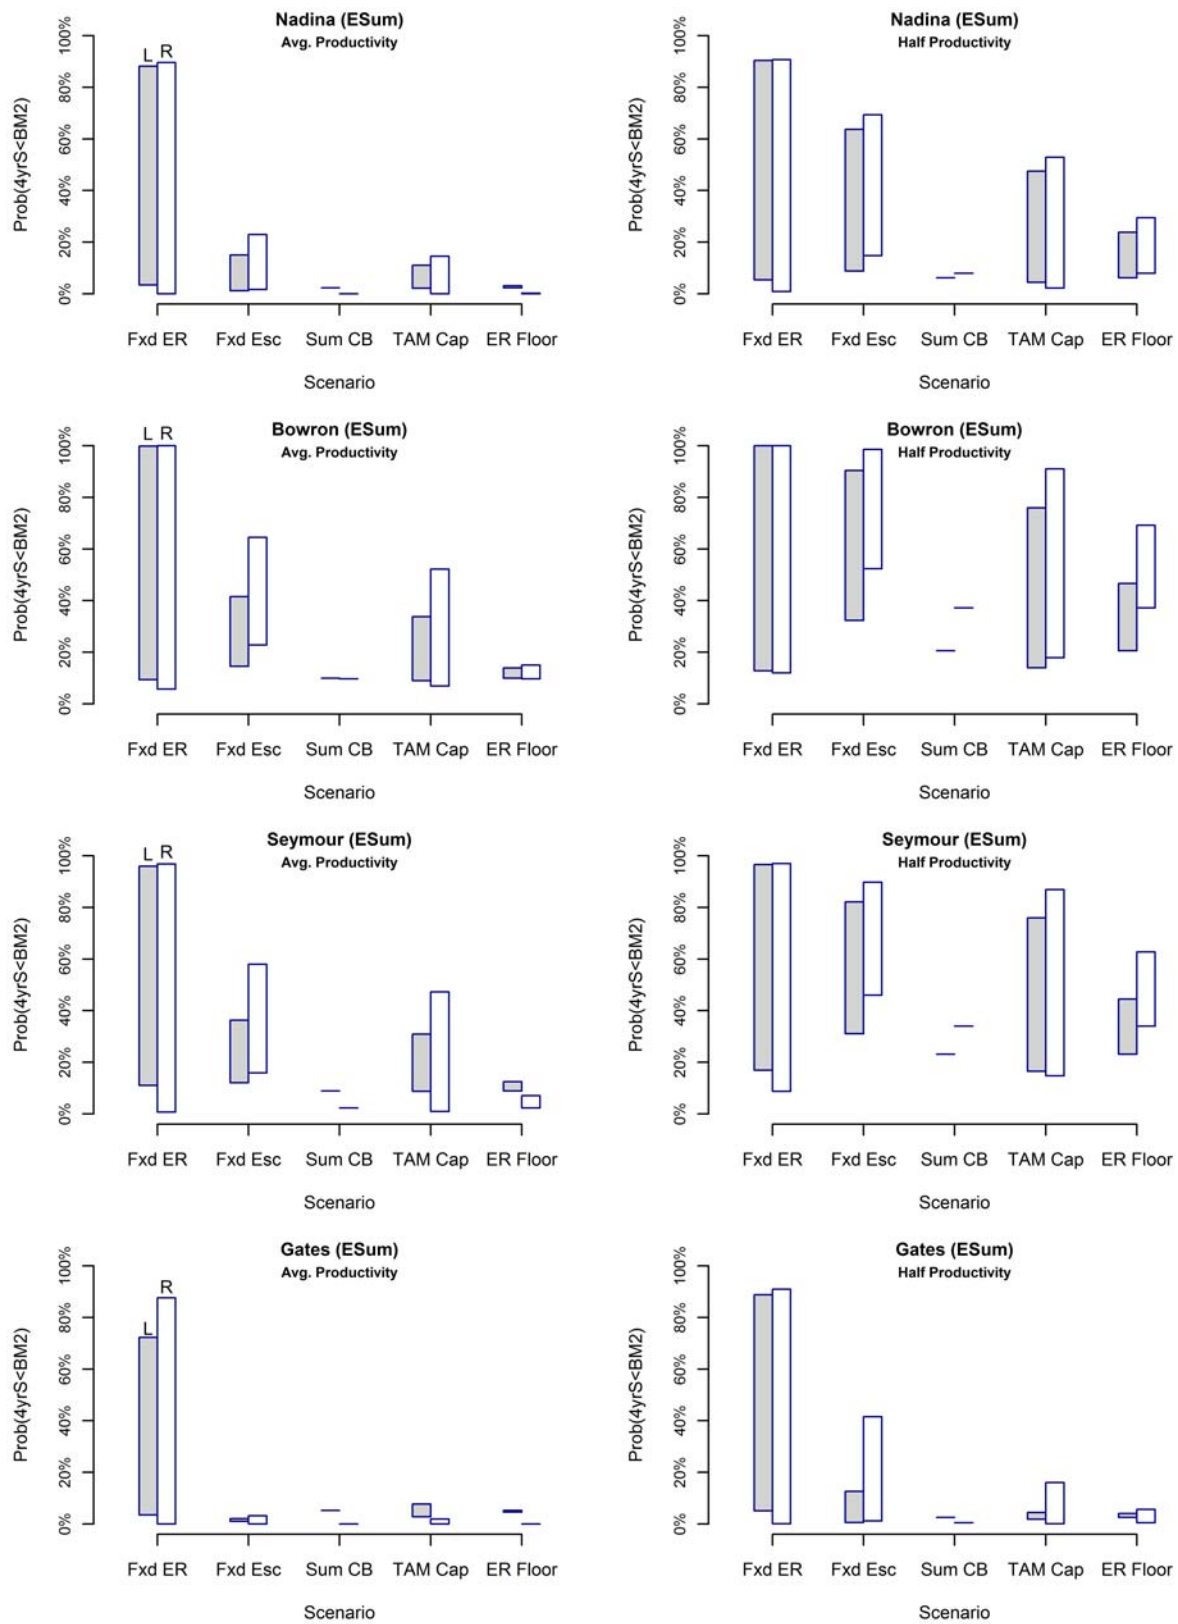 Nadina (ESum)
Avg. Productivity
Prob(4yrS<BM2)
100%
80%
60%
40%
20%
0%
L R
Fxd ER Fxd Esc Sum CB TAM Cap ER Floor
Scenario
Nadina (ESum)
Half Productivity
Prob(4yrS<BM2)
100%
80%
60%
40%
20%
0%
Fxd ER Fxd Esc Sum CB TAM Cap ER Floor
Scenario
Bowron (ESum)
Avg. Productivity
Prob(4yrS<BM2)
100%
80%
60%
40%
20%
0%
L R
Fxd ER Fxd Esc Sum CB TAM Cap ER Floor
Scenario
Bowron (ESum)
Half Productivity
Prob(4yrS<BM2)
100%
80%
60%
40%
20%
0%
Fxd ER Fxd Esc Sum CB TAM Cap ER Floor
Scenario
Seymour (ESum)
Avg. Productivity
Prob(4yrS<BM2)
100%
80%
60%
40%
20%
0%
L R
Fxd ER Fxd Esc Sum CB TAM Cap ER Floor
Scenario
Seymour (ESum)
Half Productivity
Prob(4yrS<BM2)
100%
80%
60%
40%
20%
0%
Fxd ER Fxd Esc Sum CB TAM Cap ER Floor
Scenario
Gates (ESum)
Avg. Productivity
Prob(4yrS<BM2)
100%
80%
60%
40%
20%
0%
L R
Fxd ER Fxd Esc Sum CB TAM Cap ER Floor
Scenario
Gates (ESum)
Half Productivity
Prob(4yrS<BM2)
100%
80%
60%
40%
20%
0%
Fxd ER Fxd Esc Sum CB TAM Cap ER Floor
Scenario